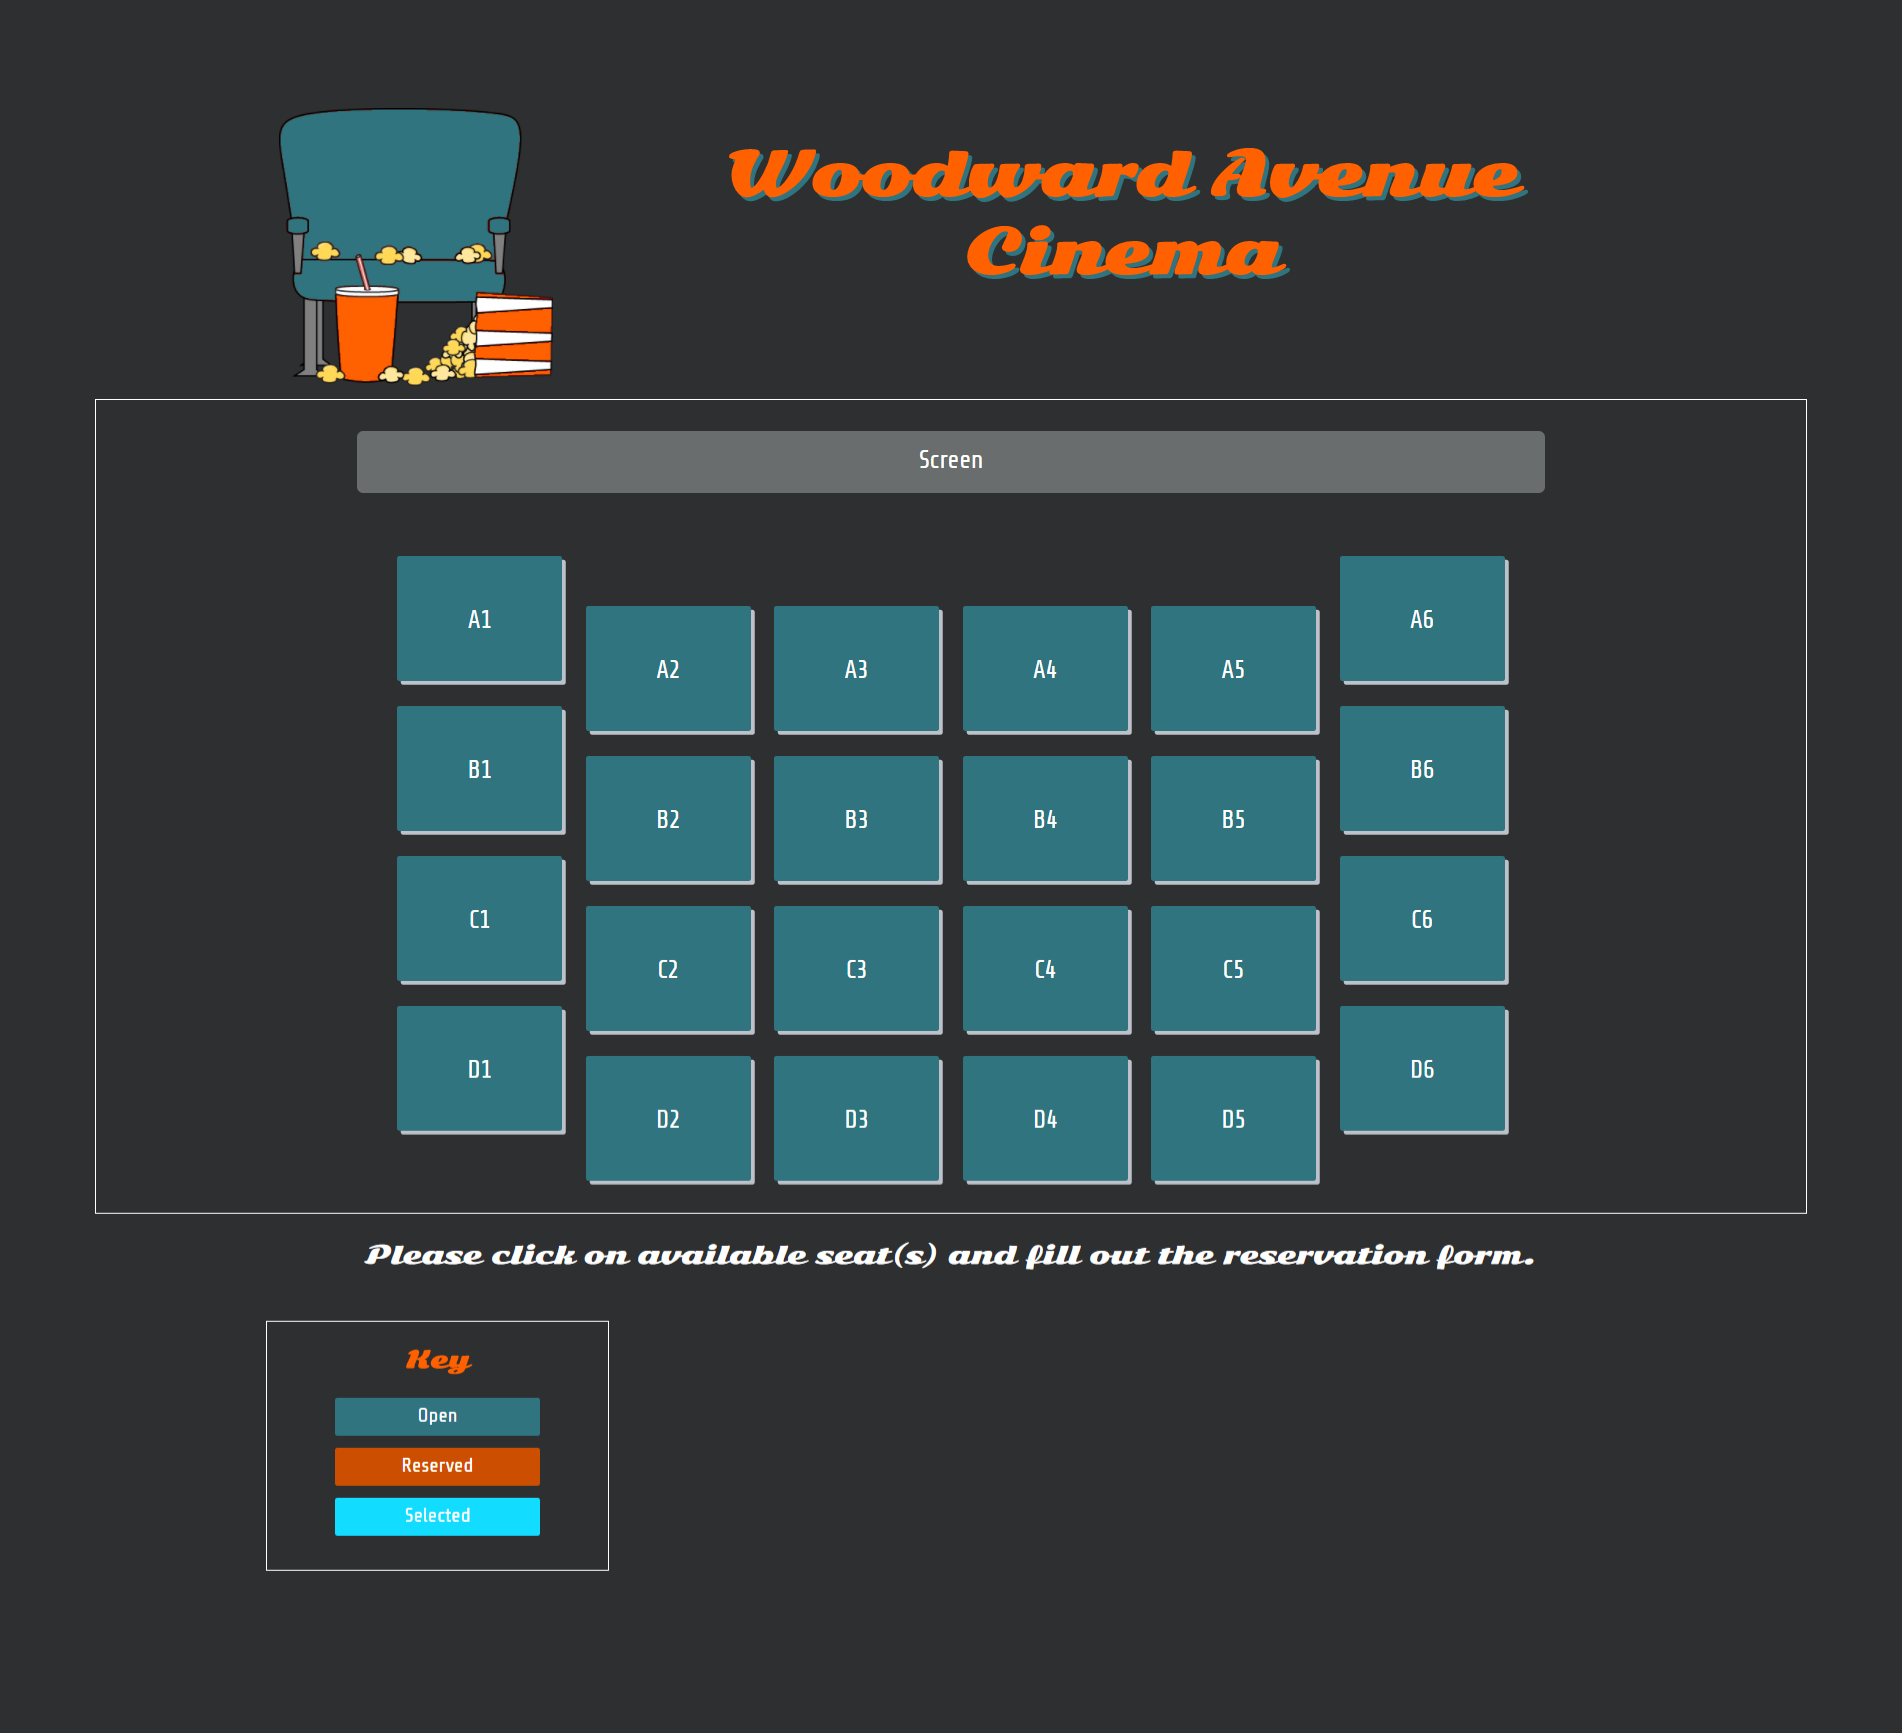 Woodward Avenue
Cinema
Screen
A1
A2
A3
A4
A5
A6
B1
B2
B3
B4
B5
B6
C1
C2
C3
C4
C5
C6
D1
D2
D3
D4
D5
D6
Please click on available seat(s) and fill out the reservation form.
Key
Open
Reserved
Selected